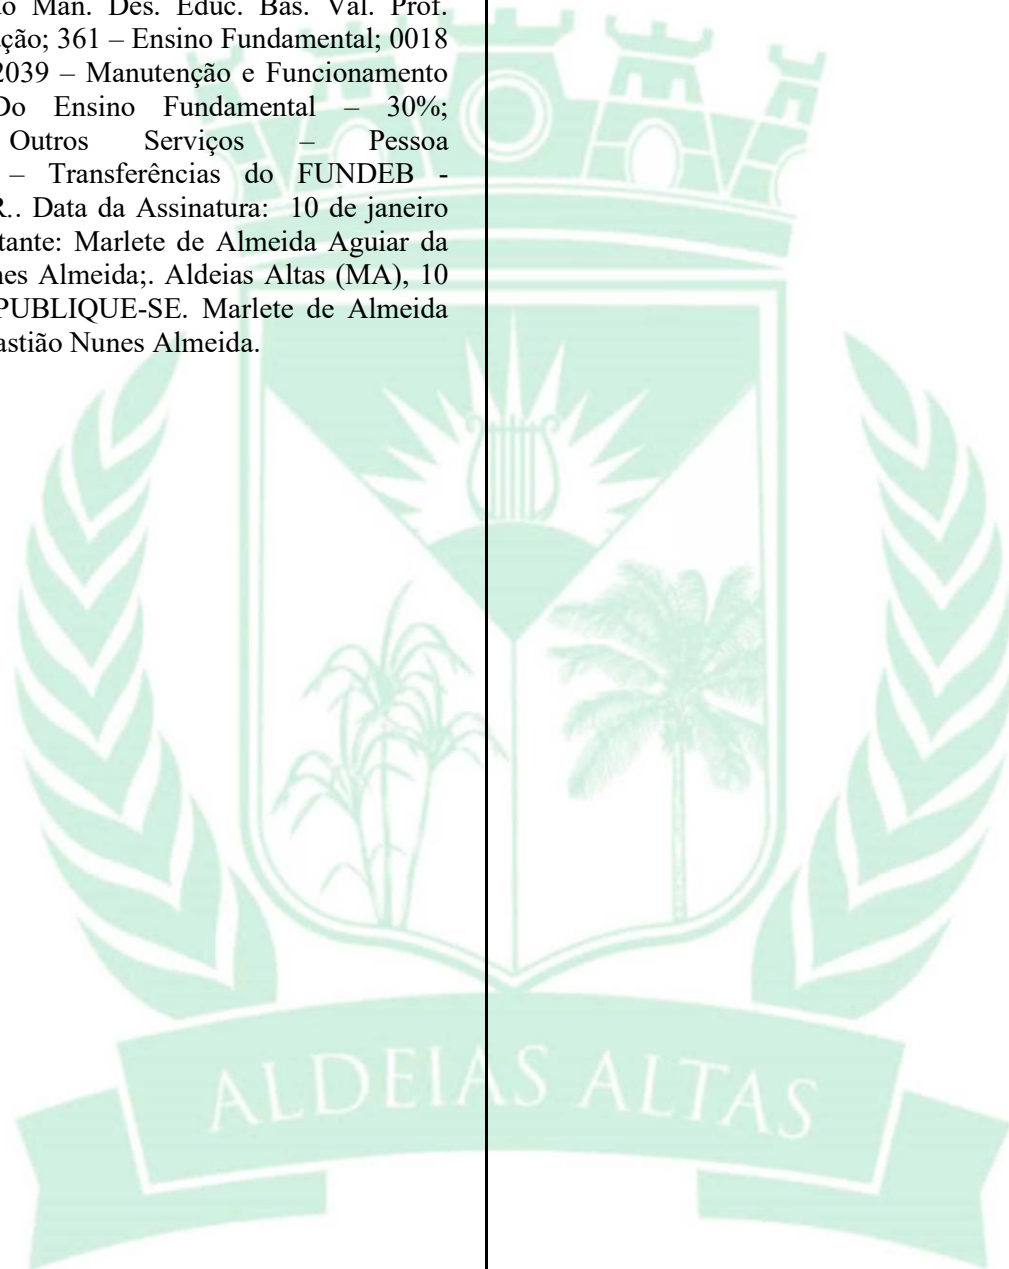 Man. Des. Educ. Bas. Val. Prof.
ção; 361 – Ensino Fundamental; 0018
2039 – Manutenção e Funcionamento
Do Ensino Fundamental – 30%;
Outros Serviços – Pessoa
– Transferências do FUNDEB -
R.. Data da Assinatura: 10 de janeiro
tante: Marlete de Almeida Aguiar da
nes Almeida;. Aldeias Altas (MA), 10
PUBLIQUE-SE. Marlete de Almeida
astião Nunes Almeida.
ALDEIAS ALTAS